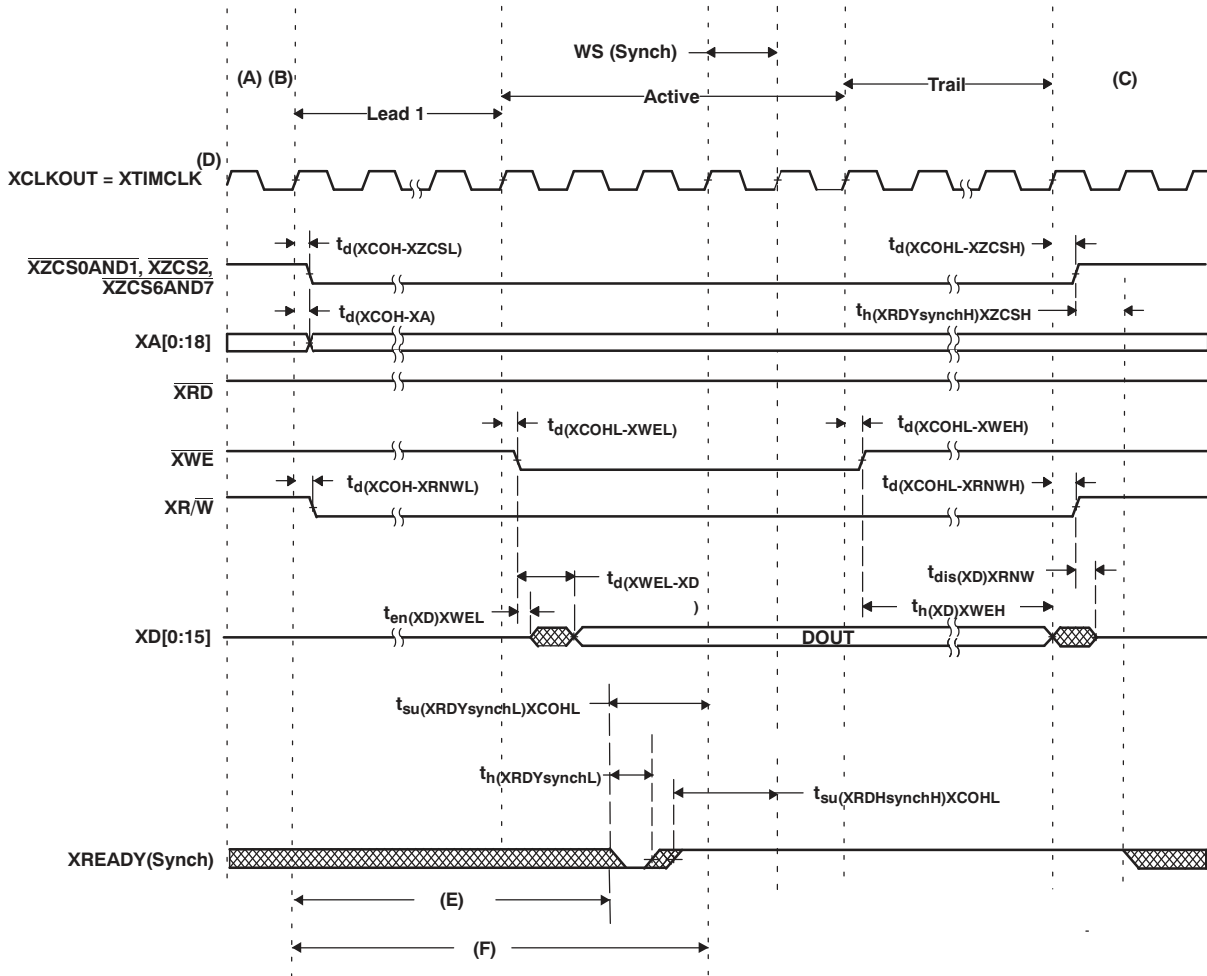 WS (Synch)
(A) (B)
(C)
Active
Trail
Lead 1
(D)
XCLKOUT = XTIMCLK
td(XCOH-XZCSL)
td(XCOHL-XZCSH)
XZCS0AND1, XZCS2,
XZCS6AND7
td(XCOH-XA)
th(XRDYsynchH)XZCSH
XA[0:18]
XRD
td(XCOHL-XWEL)
td(XCOHL-XWEH)
XWE
td(XCOH-XRNWL)
td(XCOHL-XRNWH)
XR/W
td(XWEL-XD
)
tdis(XD)XRNW
ten(XD)XWEL
th(XD)XWEH
XD[0:15]
DOUT
tsu(XRDYsynchL)XCOHL
th(XRDYsynchL)
tsu(XRDHsynchH)XCOHL
XREADY(Synch)
(E)
(F)